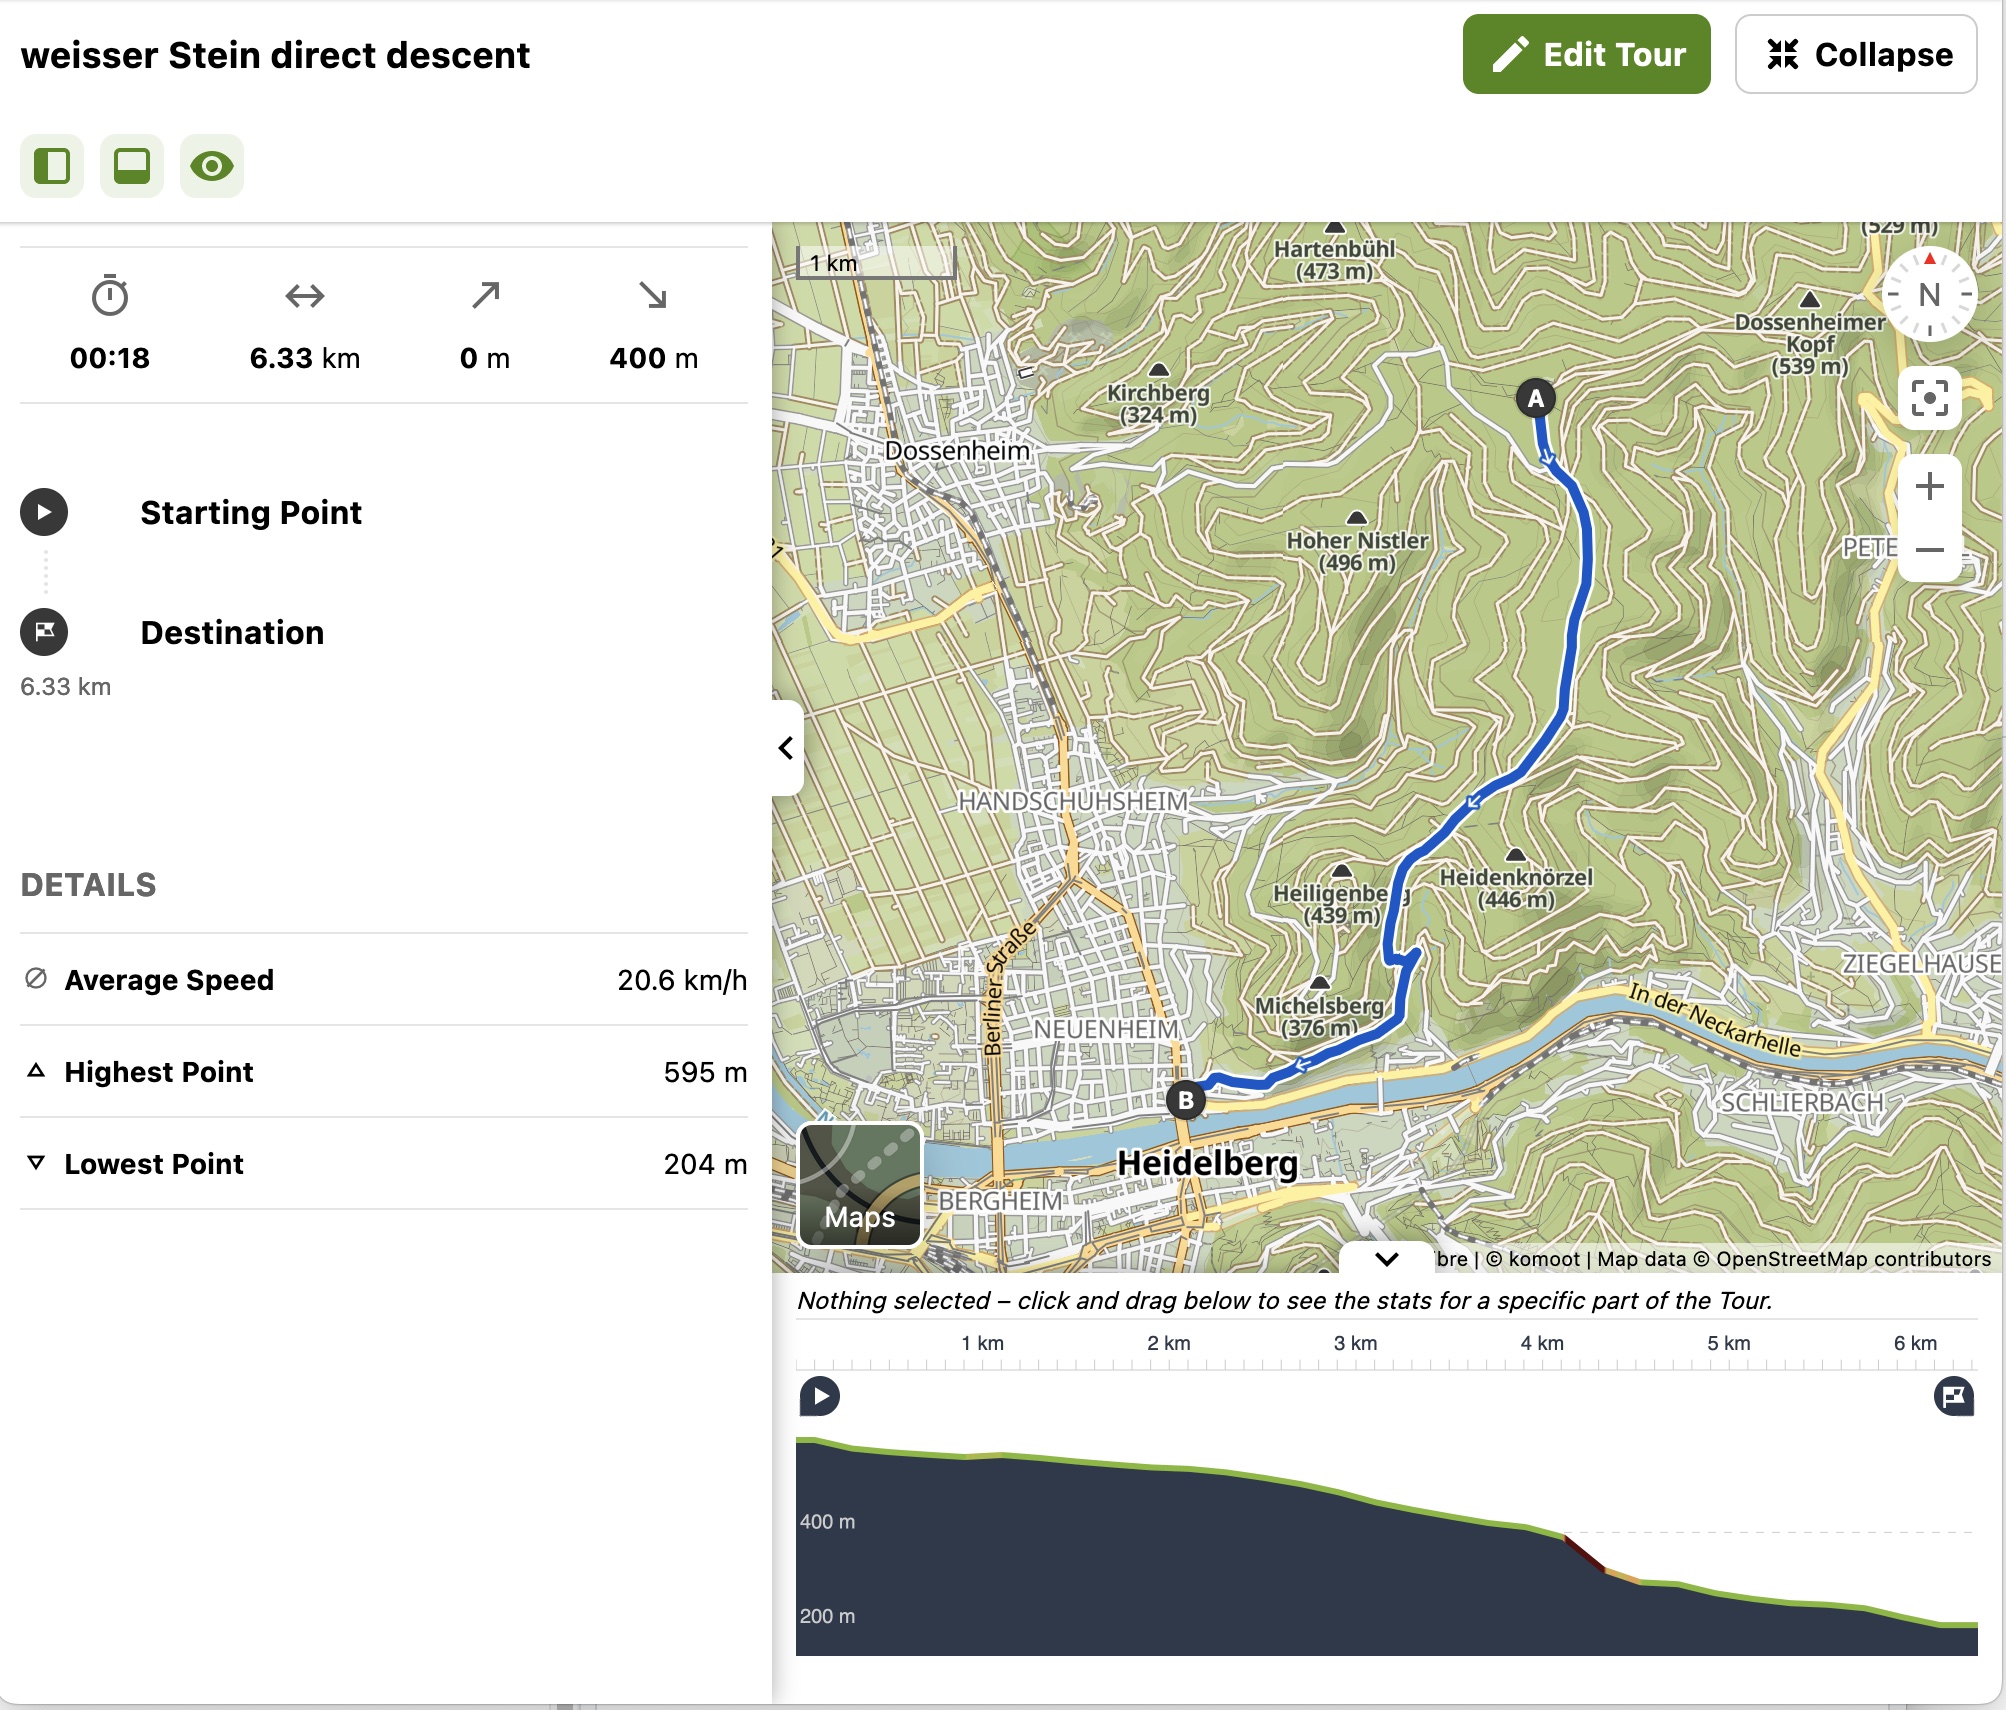 weisser Stein direct descent
Edit Tour
Collapse
00:18
6.33 km
0 m
400 m
Starting Point
Destination
6.33 km
DETAILS
Average Speed
20.6 km/h
Highest Point
595 m
Lowest Point
204 m
1 km
Hartenbühl
(473 m)
(529 m)
N
Dossenheimer
Kopf
(539 m)
Kirchberg
(324 m)
A
Dossenheim
Hoher Nistler
(496 m)
PETE
HANDSCHUHSHEIM
Heiligenbe g
(439 m)
Heidenknörzel
(446 m)
Berliner Straße
ZIEGELHAUSE
In der Neckarhelle
Michelsberg
(376 m)
NEUENHEIM
B
SCHLIERBACH
Heidelberg
BERGHEIM
Maps
bre | © komoot | Map data © OpenStreetMap contributors
Nothing selected – click and drag below to see the stats for a specific part of the Tour.
1 km
2 km
3 km
4 km
5 km
6 km
400 m
200 m